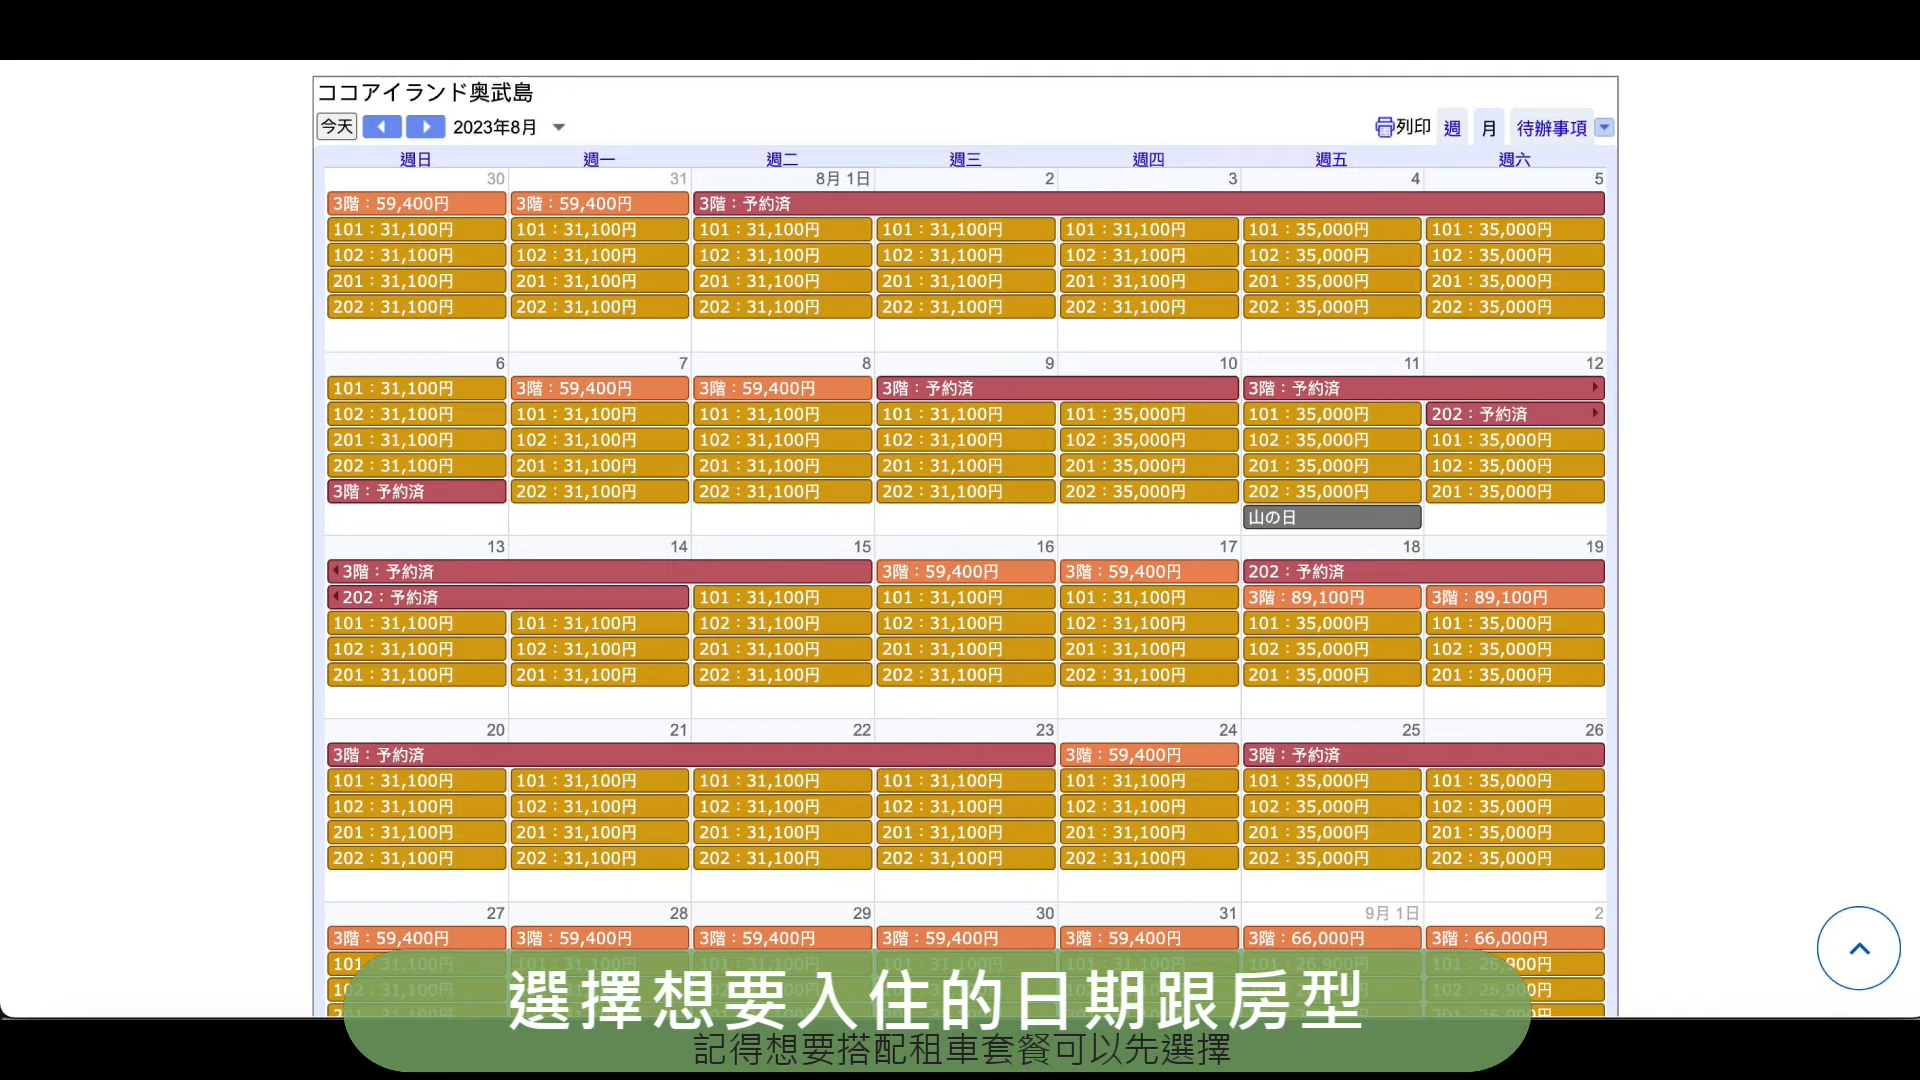 ココアイランド奥武島
今天 2023年8月 列印 週 月 待辦事項
週日 週一 週二 週三 週四 週五 週六
30 31 8月 1日 2 3 4 5
3階：59,400円 3階：59,400円 3階：予約済
101：31,100円 101：31,100円 101：31,100円 101：31,100円 101：31,100円 101：35,000円 101：35,000円
102：31,100円 102：31,100円 102：31,100円 102：31,100円 102：31,100円 102：35,000円 102：35,000円
201：31,100円 201：31,100円 201：31,100円 201：31,100円 201：31,100円 201：35,000円 201：35,000円
202：31,100円 202：31,100円 202：31,100円 202：31,100円 202：31,100円 202：35,000円 202：35,000円
6 7 8 9 10 11 12
101：31,100円 3階：59,400円 3階：59,400円 3階：予約済 3階：予約済
102：31,100円 101：31,100円 101：31,100円 101：31,100円 101：35,000円 101：35,000円 202：予約済
201：31,100円 102：31,100円 102：31,100円 102：31,100円 102：35,000円 102：35,000円 101：35,000円
202：31,100円 201：31,100円 201：31,100円 201：31,100円 201：35,000円 201：35,000円 102：35,000円
3階：予約済 202：31,100円 202：31,100円 202：31,100円 202：35,000円 202：35,000円 201：35,000円
山の日
13 14 15 16 17 18 19
3階：予約済 3階：59,400円 3階：59,400円 202：予約済
202：予約済 101：31,100円 101：31,100円 101：31,100円 3階：89,100円 3階：89,100円
101：31,100円 101：31,100円 102：31,100円 102：31,100円 102：31,100円 101：35,000円 101：35,000円
102：31,100円 102：31,100円 201：31,100円 201：31,100円 201：31,100円 102：35,000円 102：35,000円
201：31,100円 201：31,100円 202：31,100円 202：31,100円 202：31,100円 201：35,000円 201：35,000円
20 21 22 23 24 25 26
3階：予約済 3階：59,400円 3階：予約済
101：31,100円 101：31,100円 101：31,100円 101：31,100円 101：31,100円 101：35,000円 101：35,000円
102：31,100円 102：31,100円 102：31,100円 102：31,100円 102：31,100円 102：35,000円 102：35,000円
201：31,100円 201：31,100円 201：31,100円 201：31,100円 201：31,100円 201：35,000円 201：35,000円
202：31,100円 202：31,100円 202：31,100円 202：31,100円 202：31,100円 202：35,000円 202：35,000円
27 28 29 30 31 9月 1日 2
3階：59,400円 3階：59,400円 3階：59,400円 3階：59,400円 3階：59,400円 3階：66,000円 3階：66,000円
選擇想要入住的日期跟房型
記得想要搭配租車套餐可以先選擇